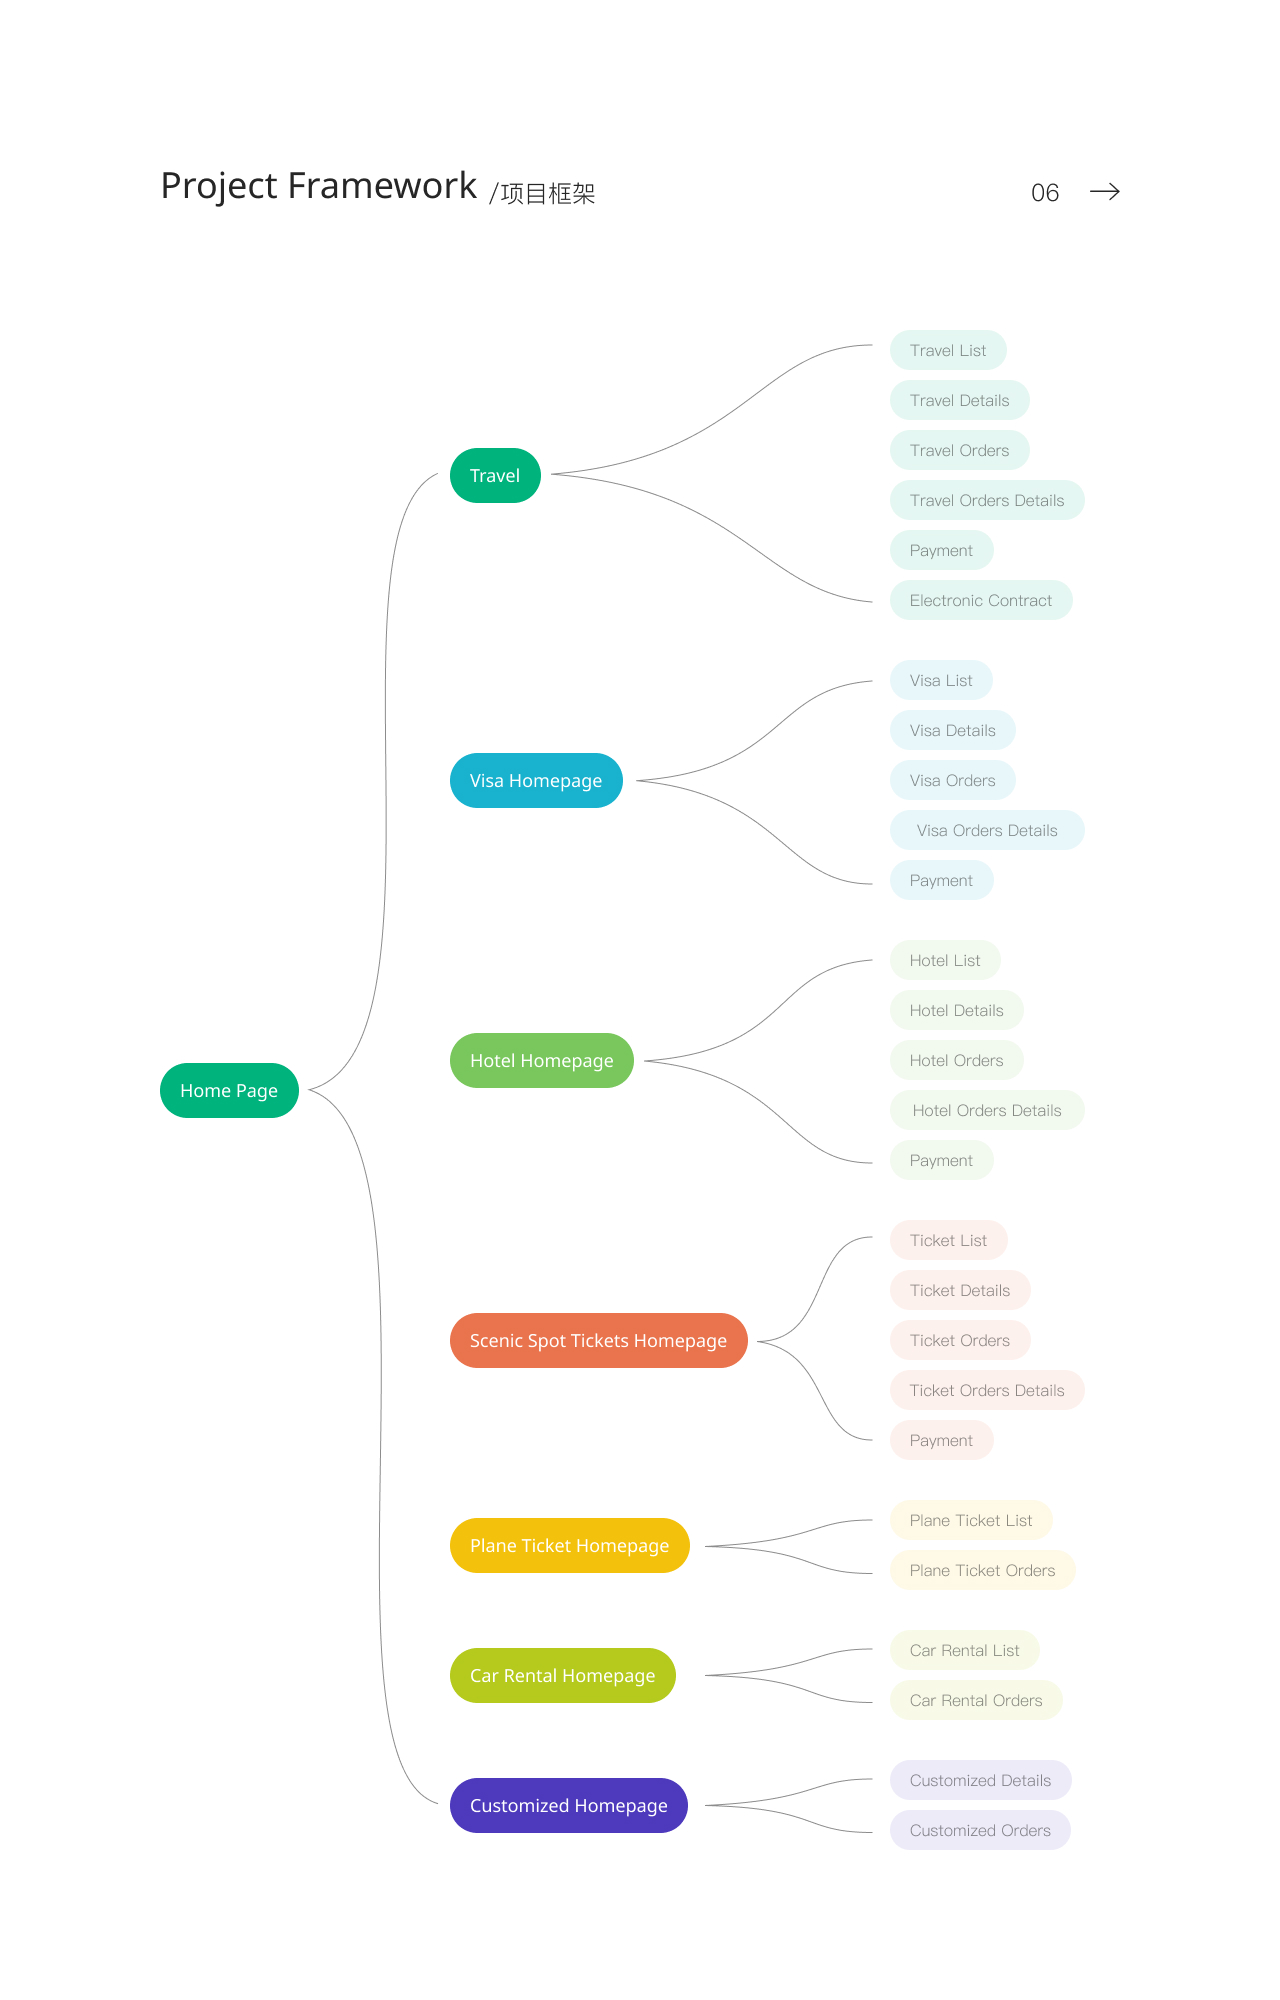 Project Framework /项目框架
06
Travel List
Travel Details
Travel Orders
Travel
Travel Orders Details
Payment
Electronic Contract
Visa List
Visa Details
Visa Homepage
Visa Orders
Visa Orders Details
Payment
Hotel List
Hotel Details
Hotel Homepage
Hotel Orders
Home Page
Hotel Orders Details
Payment
Ticket List
Ticket Details
Scenic Spot Tickets Homepage
Ticket Orders
Ticket Orders Details
Payment
Plane Ticket List
Plane Ticket Homepage
Plane Ticket Orders
Car Rental List
Car Rental Homepage
Car Rental Orders
Customized Details
Customized Homepage
Customized Orders